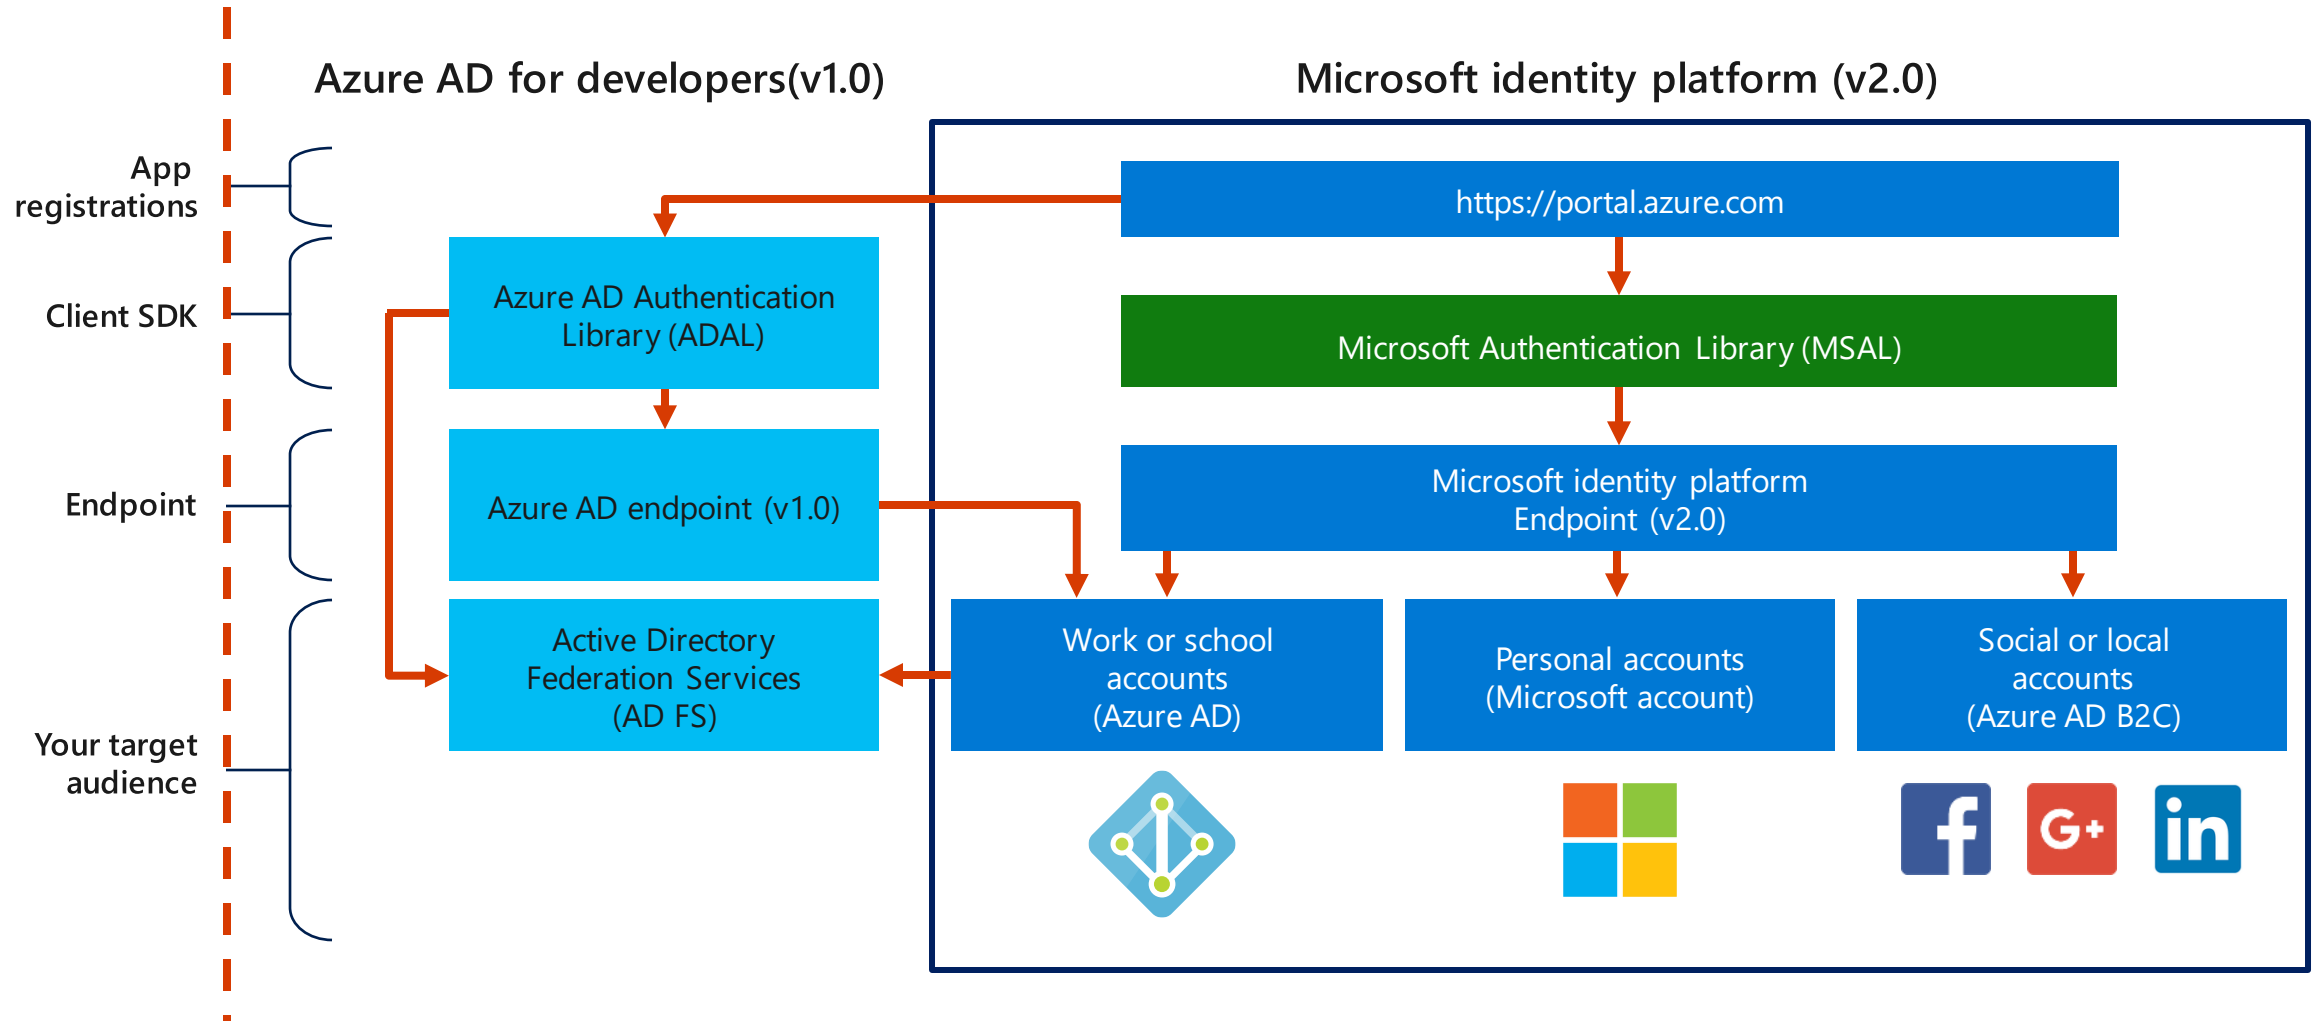 Azure AD for developers(v1.0)
Microsoft identity platform (v2.0)
App
registrations
https://portal.azure.com
Client SDK
Azure AD Authentication
Library (ADAL)
Microsoft Authentication Library (MSAL)
Endpoint
Azure AD endpoint (v1.0)
Microsoft identity platform
Endpoint (v2.0)
Your target
audience
Active Directory
Federation Services
(AD FS)
Work or school
accounts
(Azure AD)
Personal accounts
(Microsoft account)
Social or local
accounts
(Azure AD B2C)
f
G+
in